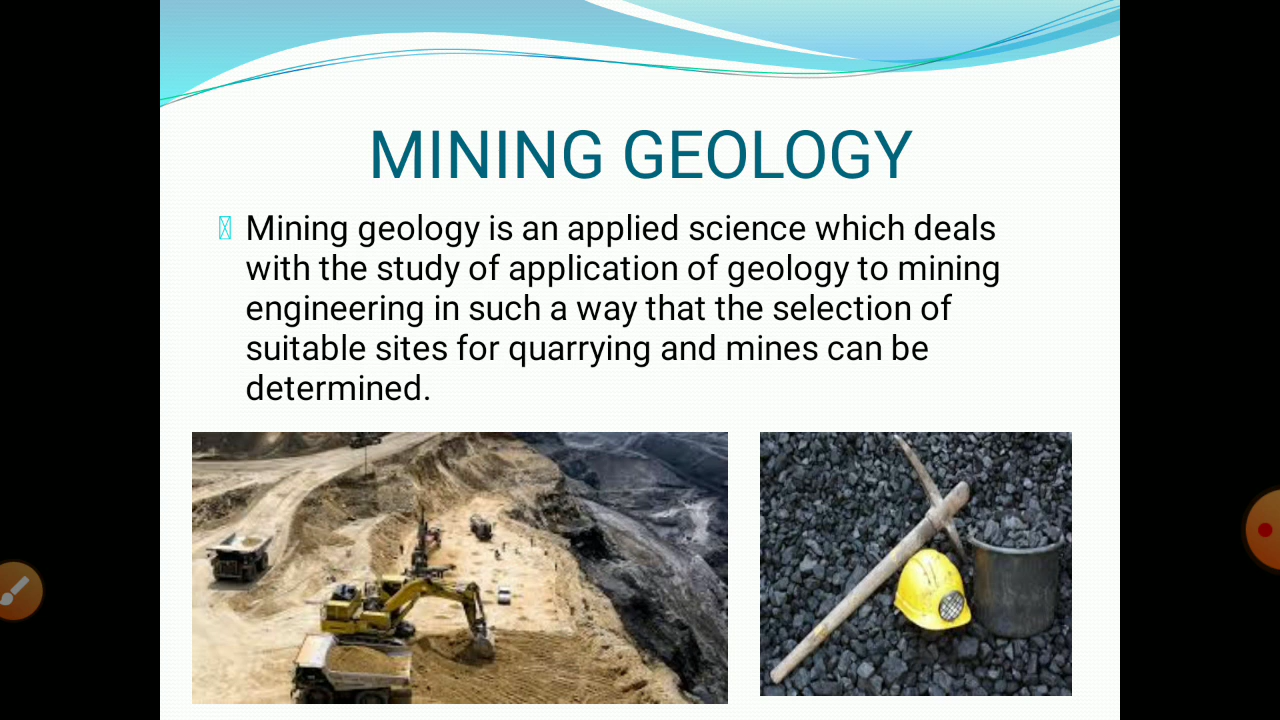 MINING GEOLOGY
Mining geology is an applied science which deals
with the study of application of geology to mining
engineering in such a way that the selection of
suitable sites for quarrying and mines can be
determined.